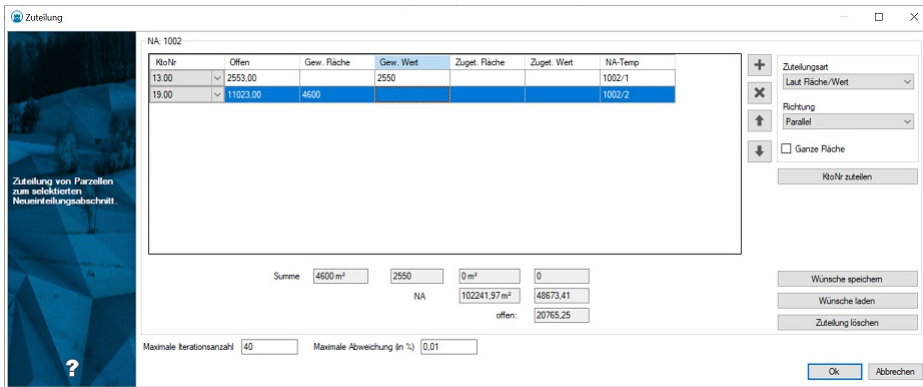 Zuteilung
NA: 1002
KtoNr Offen Gew. Fläche Gew. Wert Zuget. Fläche Zuget. Wert NA-Temp
13.00 2553,00 2550 1002/1
19.00 11023,00 4600 1002/2
Zuteilungsart
Laut Fläche/Wert
Richtung
Parallel
Ganze Fläche
KtoNr zuteilen
Zuteilung von Parzellen
zum selektierten
Neueinteilungsabschnitt.
Summe 4600 m² 2550 0 m² 0
NA 102241,97 m² 48673,41
offen: 20765,25
Wünsche speichern
Wünsche laden
Zuteilung löschen
Maximale Iterationsanzahl 40 Maximale Abweichung (in %) 0,01
?
Ok Abbrechen